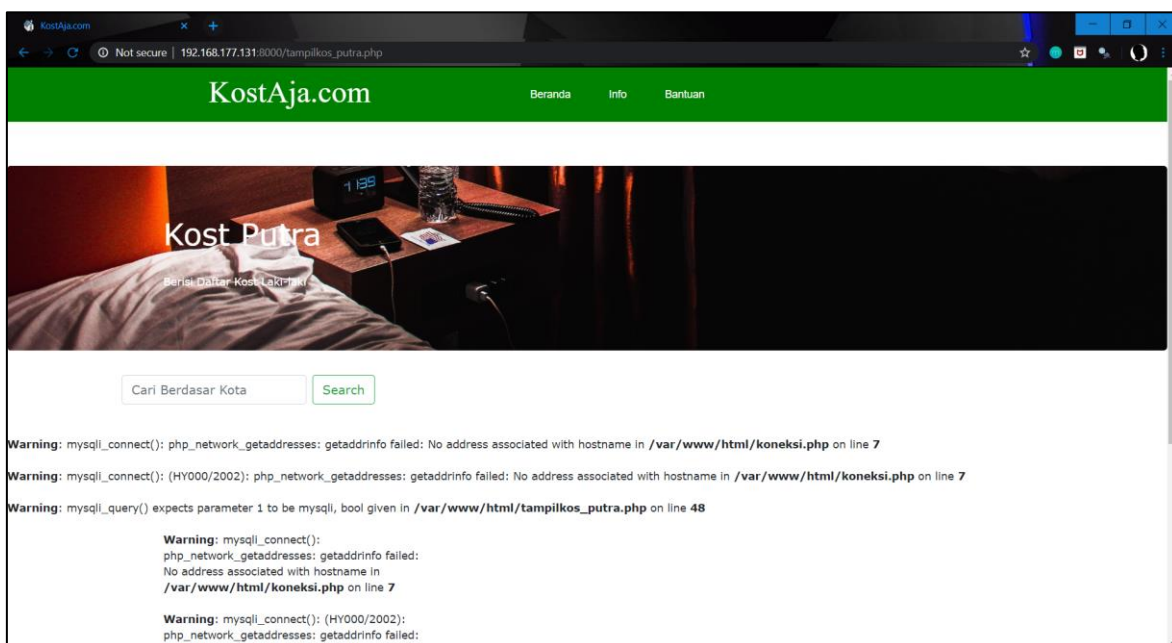 KostAja.com
Not secure | 192.168.177.131:8000/tampilkos_putra.php
KostAja.com
Beranda Info Bantuan
1 1:39
Kost Putra
Berisi Daftar Kost Laki-laki
Cari Berdasar Kota
Search
Warning: mysqli_connect(): php_network_getaddresses: getaddrinfo failed: No address associated with hostname in /var/www/html/koneksi.php on line 7
Warning: mysqli_connect(): (HY000/2002): php_network_getaddresses: getaddrinfo failed: No address associated with hostname in /var/www/html/koneksi.php on line 7
Warning: mysqli_query() expects parameter 1 to be mysqli, bool given in /var/www/html/tampilkos_putra.php on line 48
Warning: mysqli_connect():
php_network_getaddresses: getaddrinfo failed:
No address associated with hostname in
/var/www/html/koneksi.php on line 7
Warning: mysqli_connect(): (HY000/2002):
php_network_getaddresses: getaddrinfo failed: